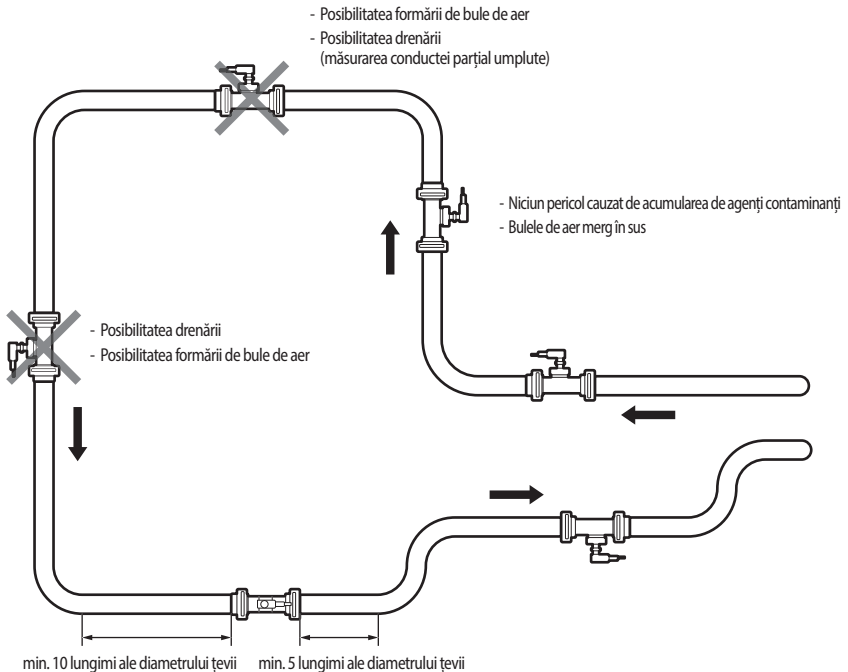 - Posibilitatea formării de bule de aer
- Posibilitatea drenării
(măsurarea conductei parțial umplute)
- Niciun pericol cauzat de acumularea de agenți contaminanți
- Bulele de aer merg în sus
- Posibilitatea drenării
- Posibilitatea formării de bule de aer
min. 10 lungimi ale diametrului țevii
min. 5 lungimi ale diametrului țevii